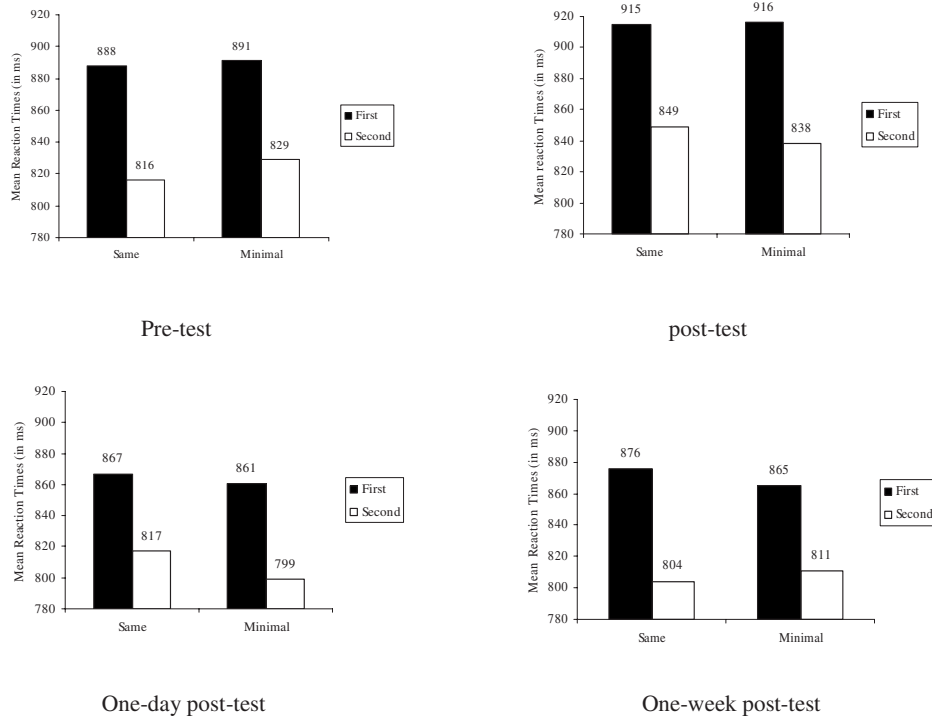 920
900
880
860
840
820
800
780
Mean Reaction Times (in ms)
888
816
891
829
Same
Minimal
First
Second
Pre-test
920
900
880
860
840
820
800
780
Mean reaction Times (in ms)
915
849
916
838
Same
Minimal
First
Second
post-test
920
900
880
860
840
820
800
780
Mean Reaction Times (in ms)
867
817
861
799
Same
Minimal
First
Second
One-day post-test
920
900
880
860
840
820
800
780
Mean Reaction Times (in ms)
876
804
865
811
Same
Minimal
First
Second
One-week post-test